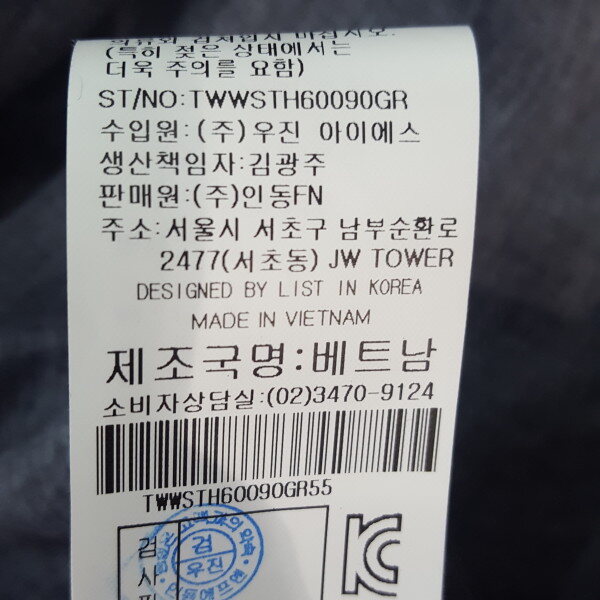 (특히 젖은 상태에서는
더욱 주의를 요함)
ST/NO:TWWSTH60090GR
수입원:(주)우진 아이에스
생산책임자:김광주
판매원:(주)인동FN
주소:서울시 서초구 남부순환로
2477(서초동) JW TOWER
DESIGNED BY LIST IN KOREA
MADE IN VIETNAM
제조국명:베트남
소비자상담실:(02)3470-9124
TWWSTH60090GR55
검
사
검
우진